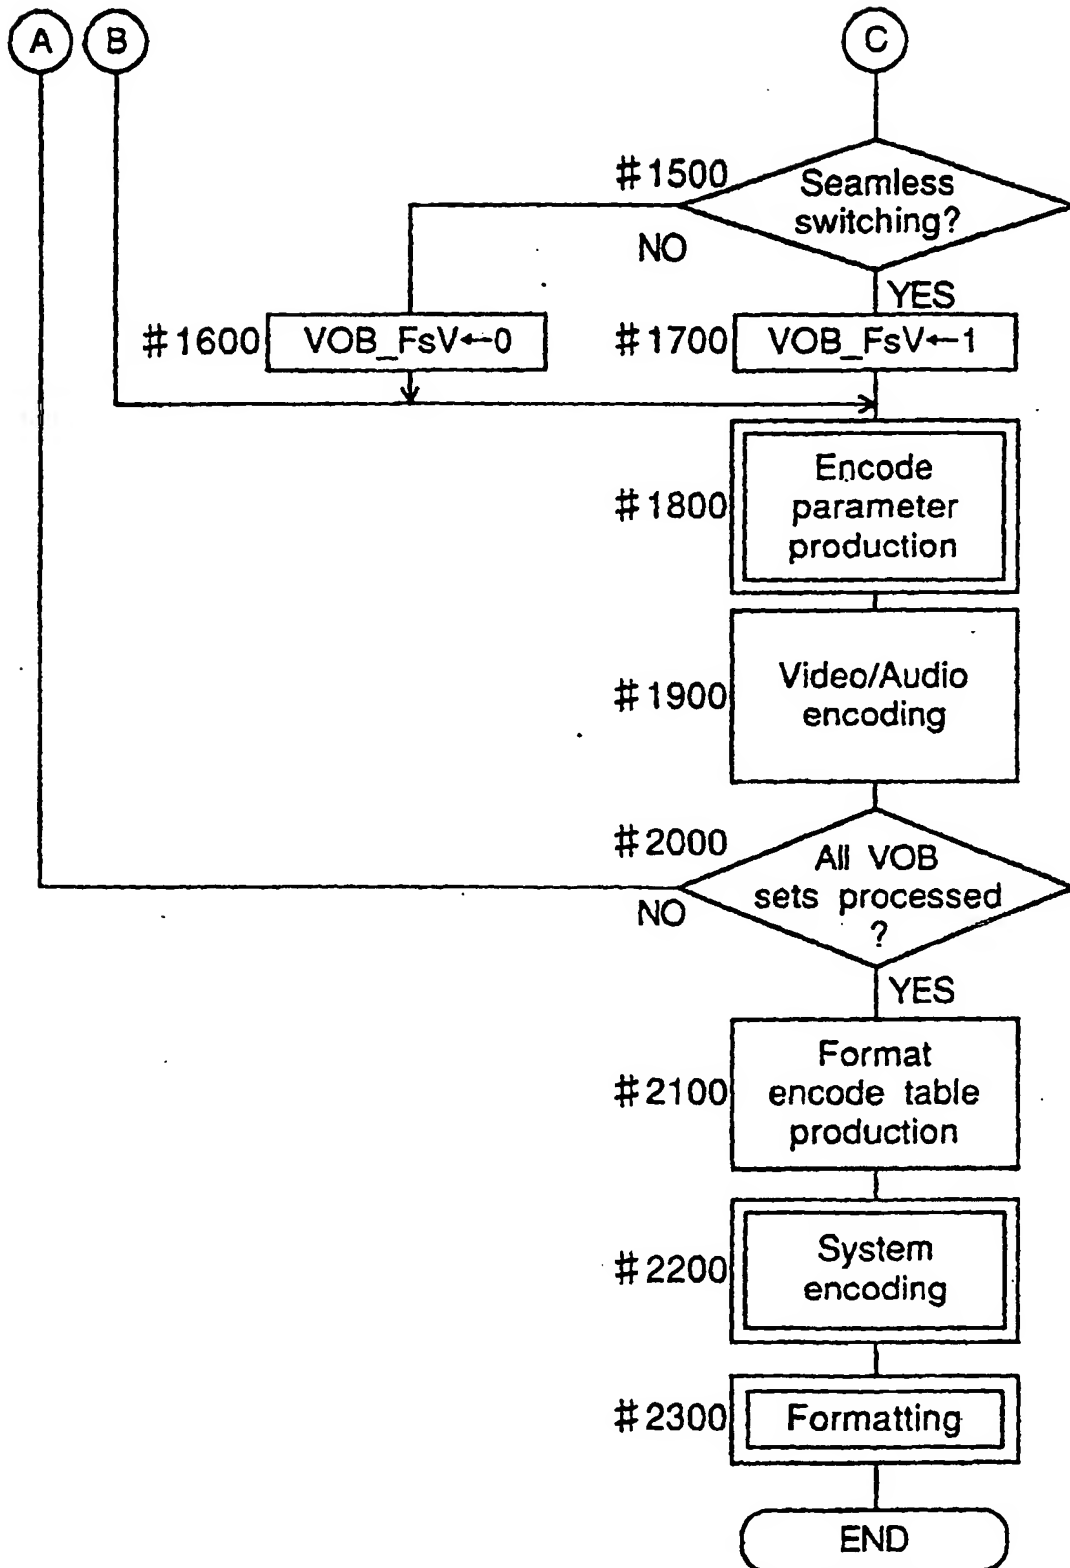 A B C
#1500 Seamless
switching?
NO
YES
#1600 VOB_FsV←0
#1700 VOB_FsV←1
#1800 Encode
parameter
production
#1900 Video/Audio
encoding
#2000 All VOB
sets processed
?
NO
YES
#2100 Format
encode table
production
#2200 System
encoding
#2300 Formatting
END